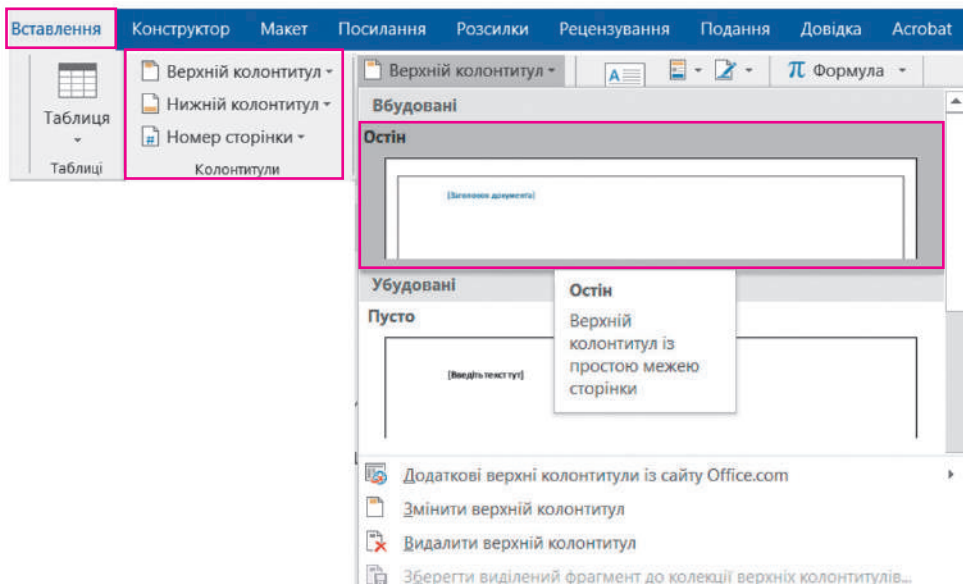 Вставлення Конструктор Макет Посилання Розсилки Рецензування Подання Довідка Acrobat
Таблиця
Таблиці
Верхній колонтитул
Нижній колонтитул
# Номер сторінки
Колонтитули
Верхній колонтитул
A
π Формула
Вбудовані
Остін
[Заголовок документа]
Убудовані
Пусто
[Введіть текст тут]
Остін
Верхній
колонтитул із
простою межею
сторінки
Додаткові верхні колонтитули із сайту Office.com
Змінити верхній колонтитул
Видалити верхній колонтитул
Зберегти виділений фрагмент до колекції верхніх колонтитулів...